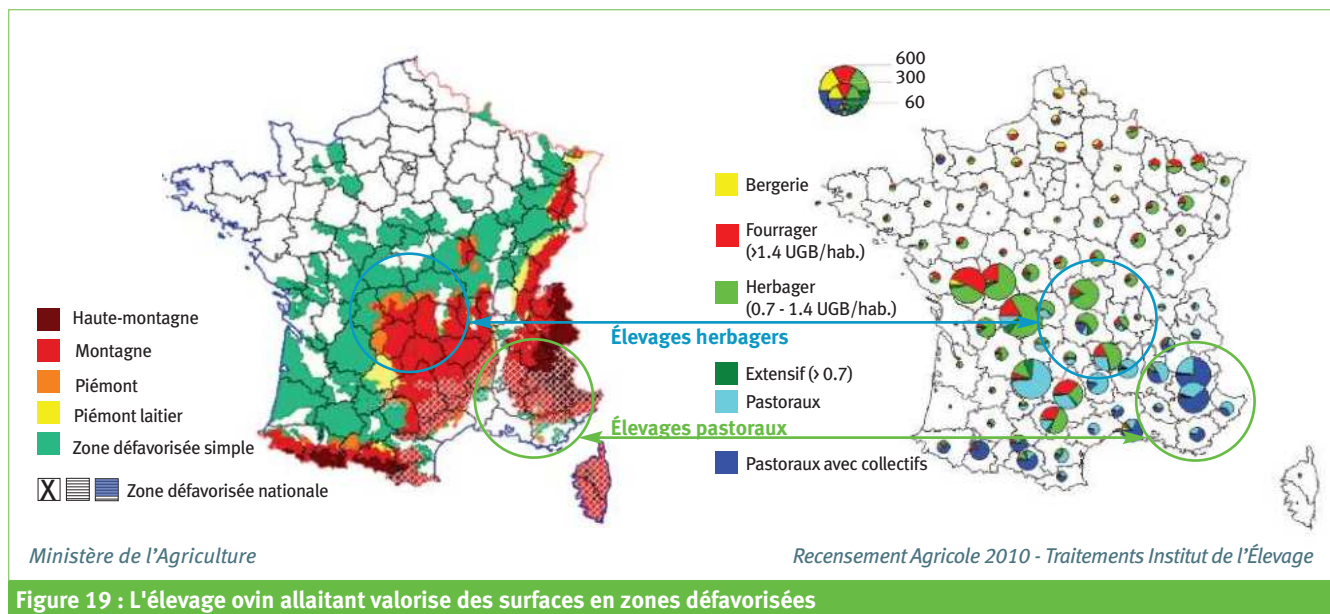 600
300
60
Bergerie
Fourrager
(>1.4 UGB/hab.)
Herbager
(0.7 - 1.4 UGB/hab.)
Haute-montagne
Montagne
Piémont
Piémont laitier
Zone défavorisée simple
X Zone défavorisée nationale
Élevages herbagers
Extensif (> 0.7)
Pastoraux
Élevages pastoraux
Pastoraux avec collectifs
Ministère de l'Agriculture
Recensement Agricole 2010 - Traitements Institut de l'Élevage
Figure 19 : L'élevage ovin allaitant valorise des surfaces en zones défavorisées